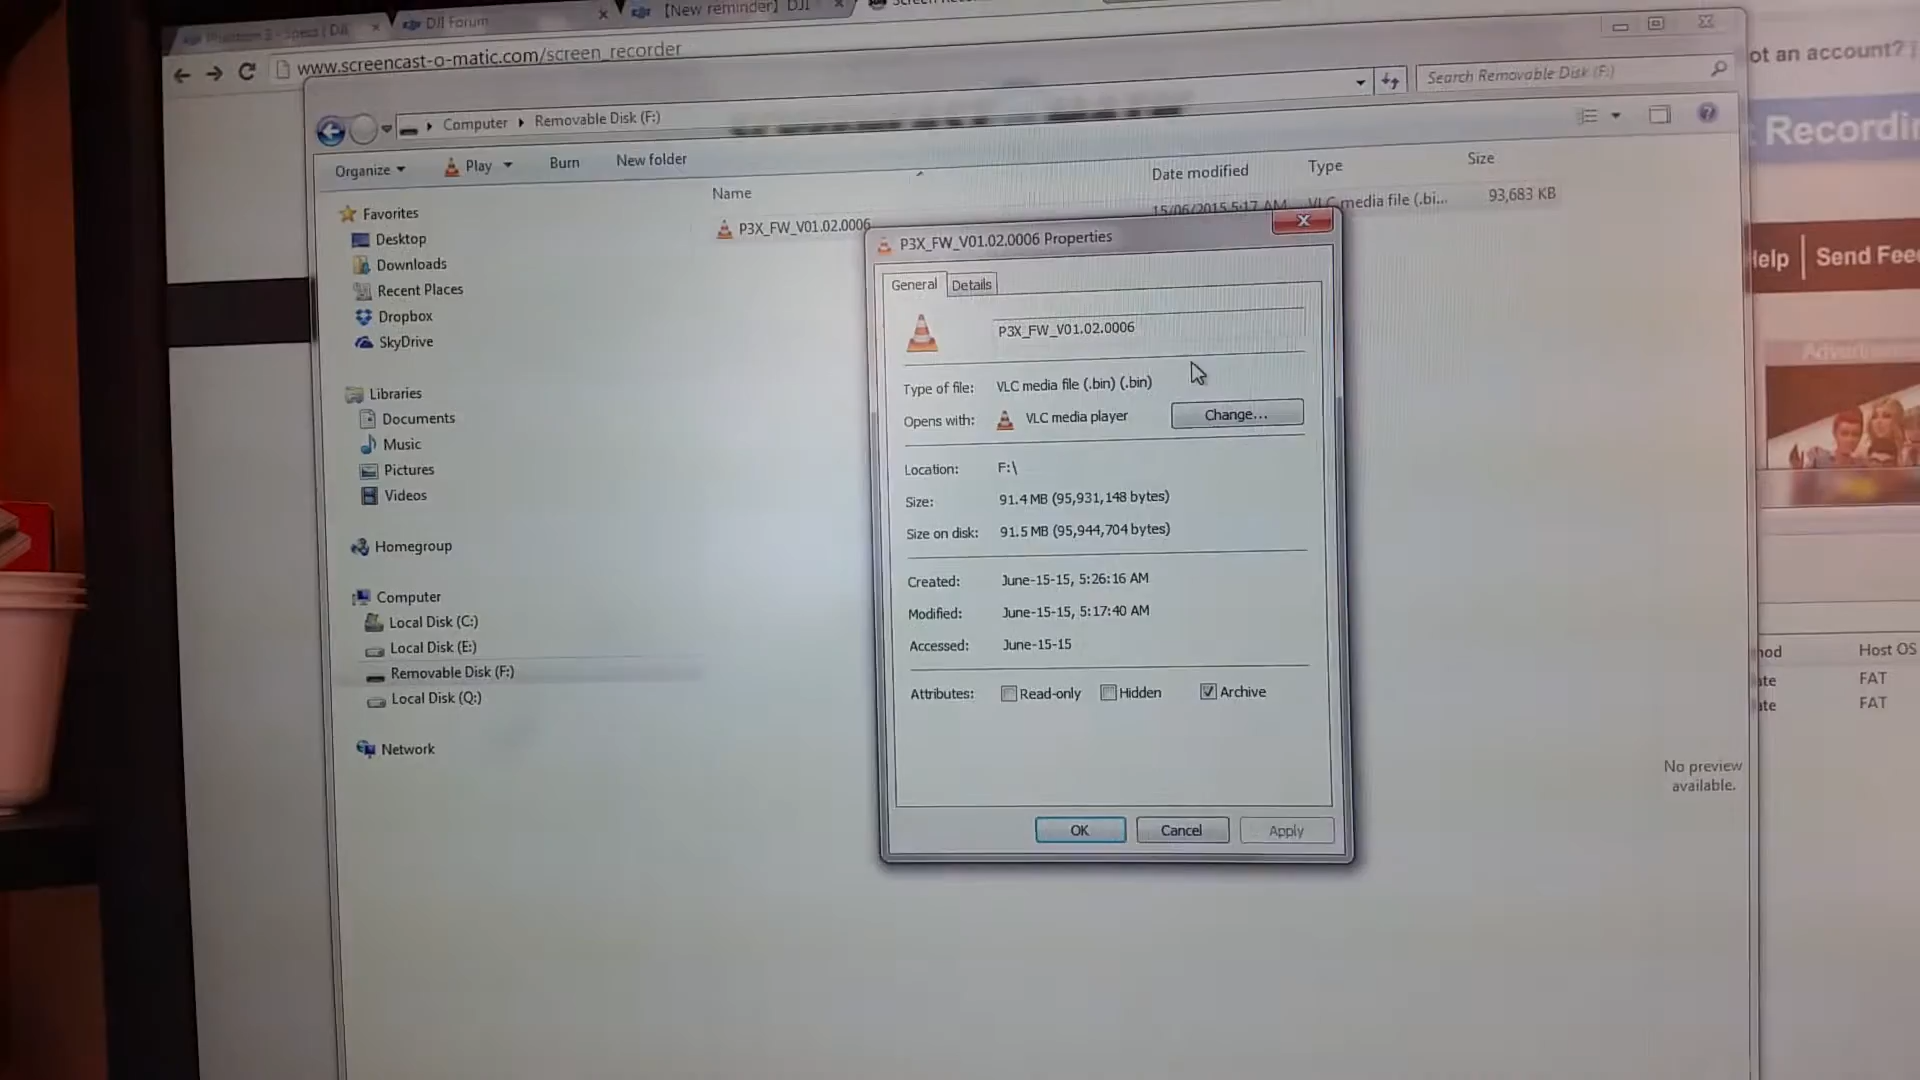 Phantom 3 - Specs | DJI
DJI Forum
[New reminder] DJI
www.screencast-o-matic.com/screen_recorder
ot an account?
Computer
Removable Disk (F:)
Search Removable Disk (F:)
Recordin
Organize
Play
Burn
New folder
Name
Date modified
Type
Size
P3X_FW_V01.02.0006
15/06/2015 5:17 AM
VLC media file (.bi...
93,683 KB
Help
Send Fee
Favorites
Desktop
Downloads
Recent Places
Dropbox
SkyDrive
Libraries
Documents
Music
Pictures
Videos
Homegroup
Computer
Local Disk (C:)
Local Disk (E:)
Removable Disk (F:)
Local Disk (Q:)
Network
P3X_FW_V01.02.0006 Properties
General
Details
P3X_FW_V01.02.0006
Type of file:
VLC media file (.bin) (.bin)
Opens with:
VLC media player
Change...
Location:
F:\
Size:
91.4 MB (95,931,148 bytes)
Size on disk:
91.5 MB (95,944,704 bytes)
Created:
June-15-15, 5:26:16 AM
Modified:
June-15-15, 5:17:40 AM
Accessed:
June-15-15
Attributes:
Read-only
Hidden
Archive
OK
Cancel
Apply
hod
Host OS
ate
FAT
ate
FAT
No preview
available.